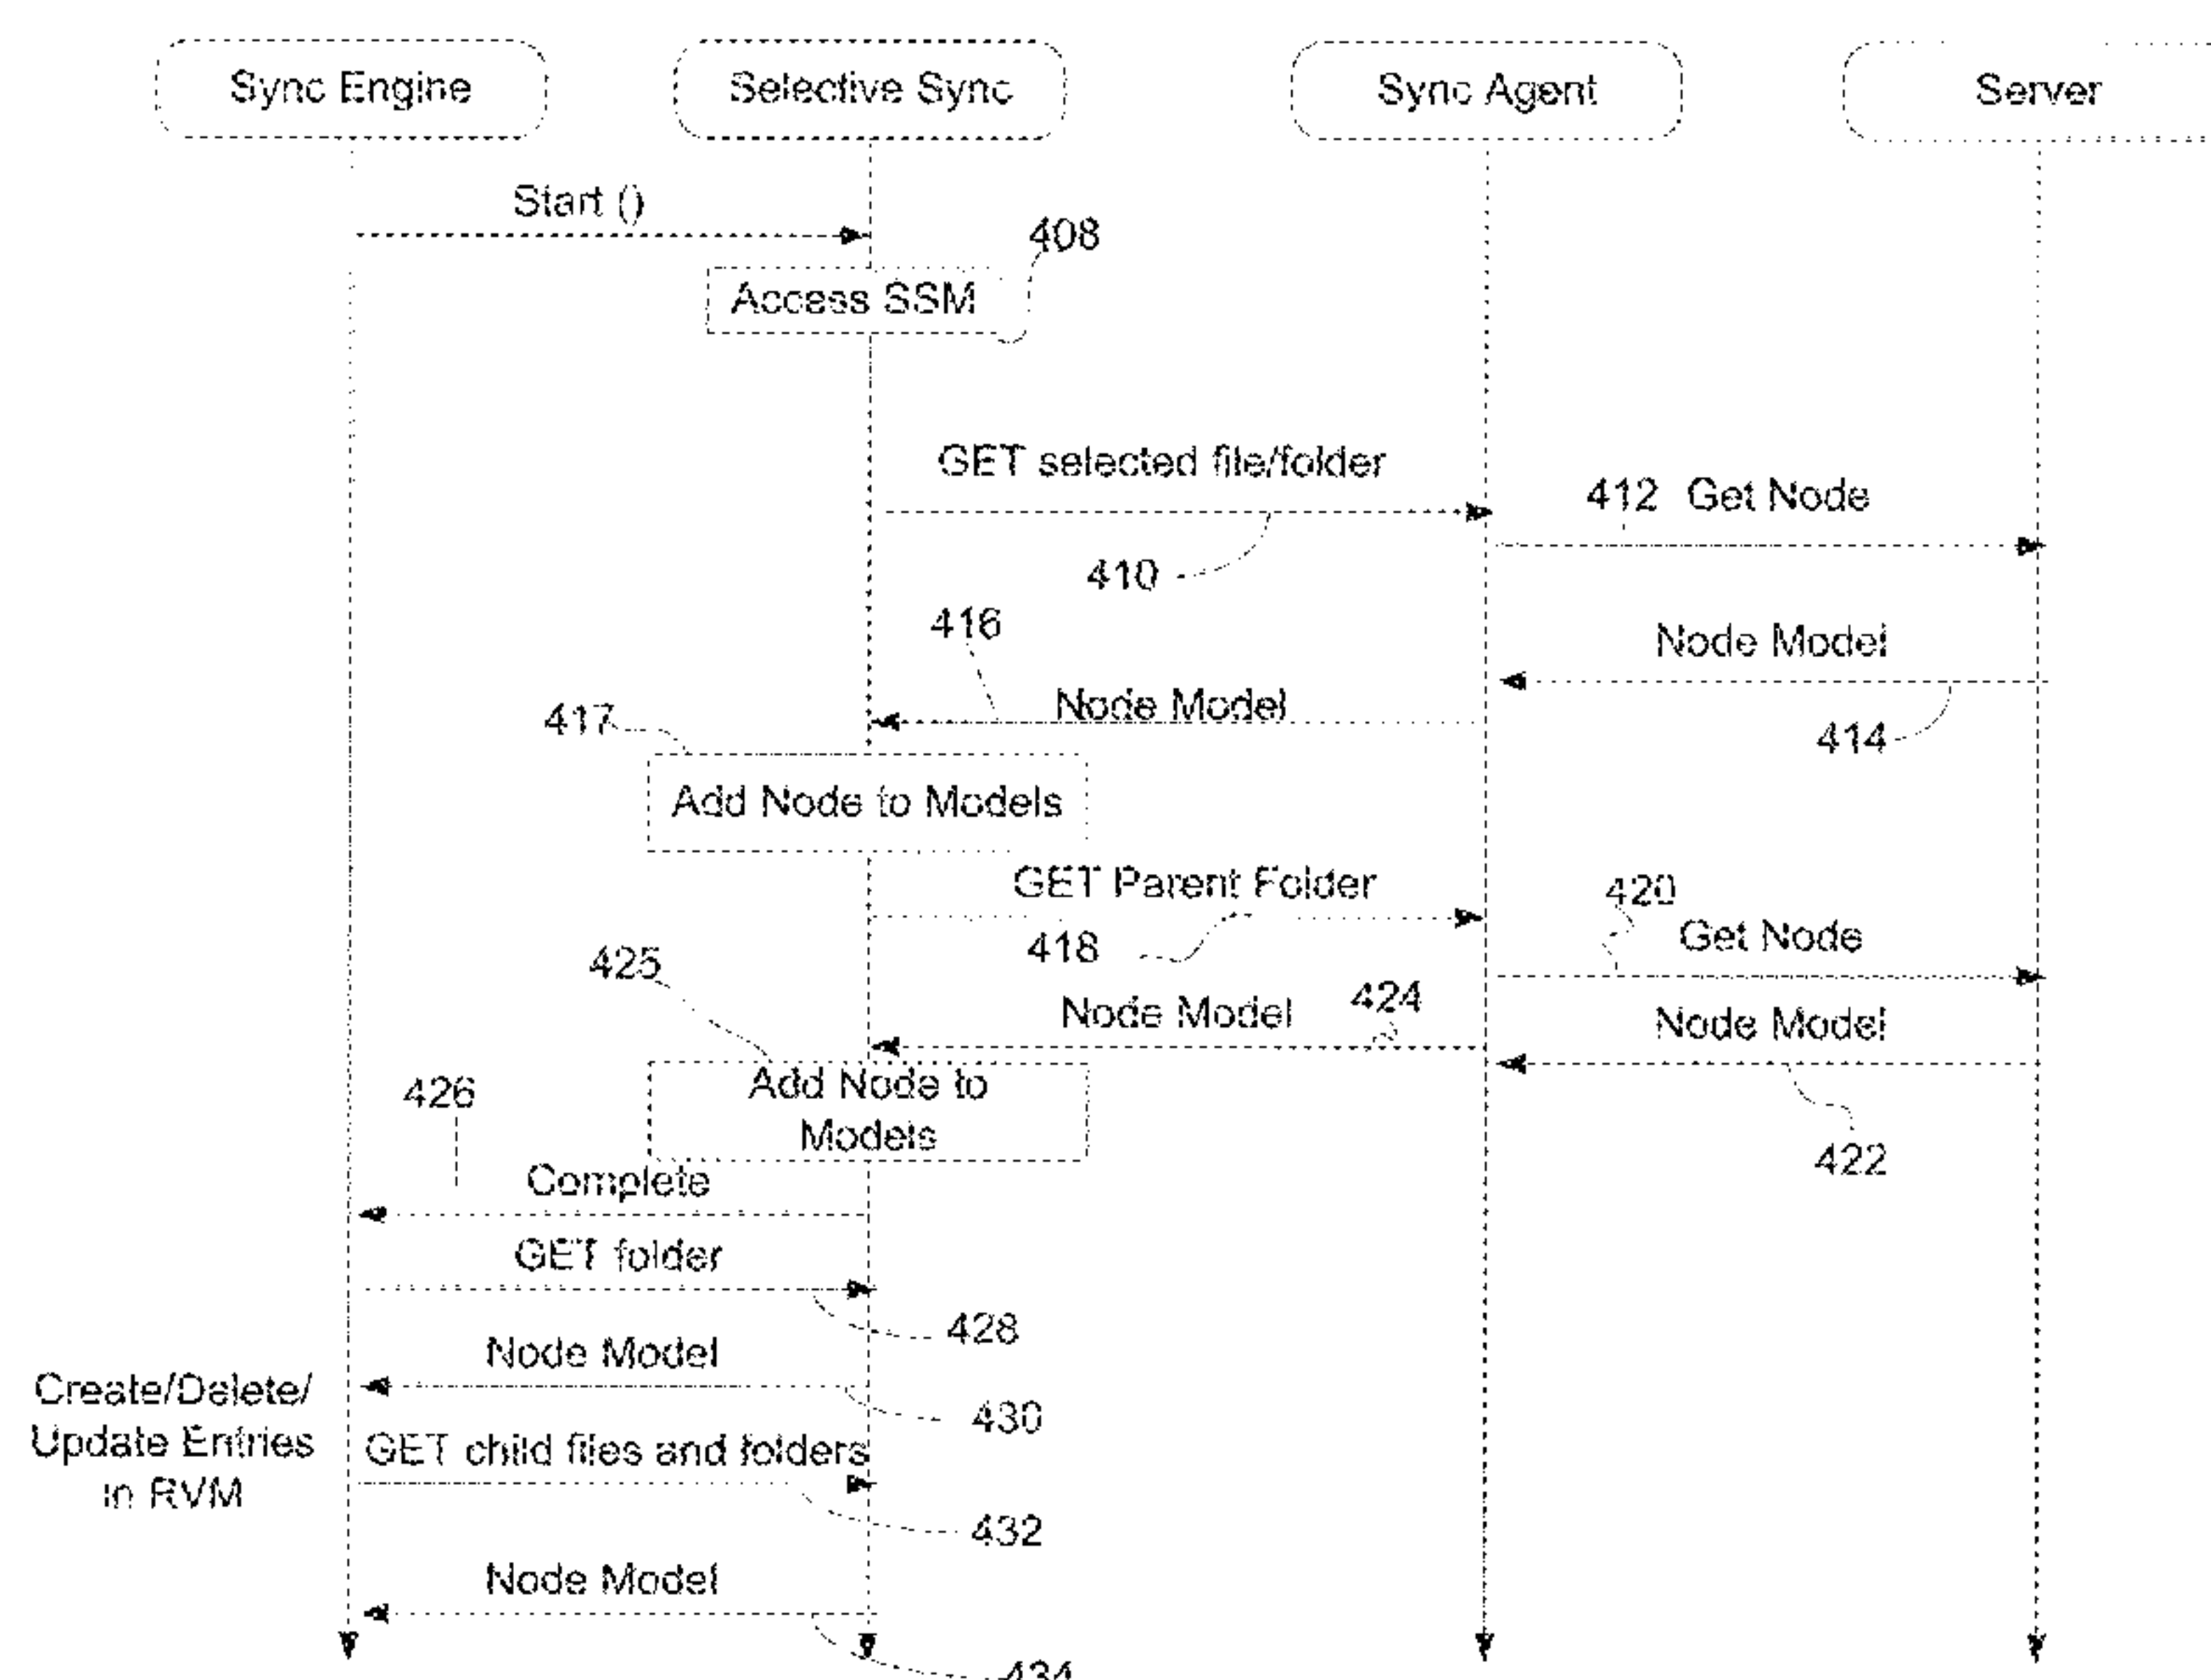 Sync Engine
Selective Sync
Sync Agent
Server
Start ()
408
Access SSM
GET selected file/folder
412 Get Node
410
416
Node Model
Node Model
417
414
Add Node to Models
GET Parent Folder
420
418
Get Node
425
424
Node Model
Node Model
426
Add Node to
Models
422
Complete
GET folder
428
Node Model
Create/Delete/
Update Entries
in RVM
430
GET child files and folders
432
Node Model
434